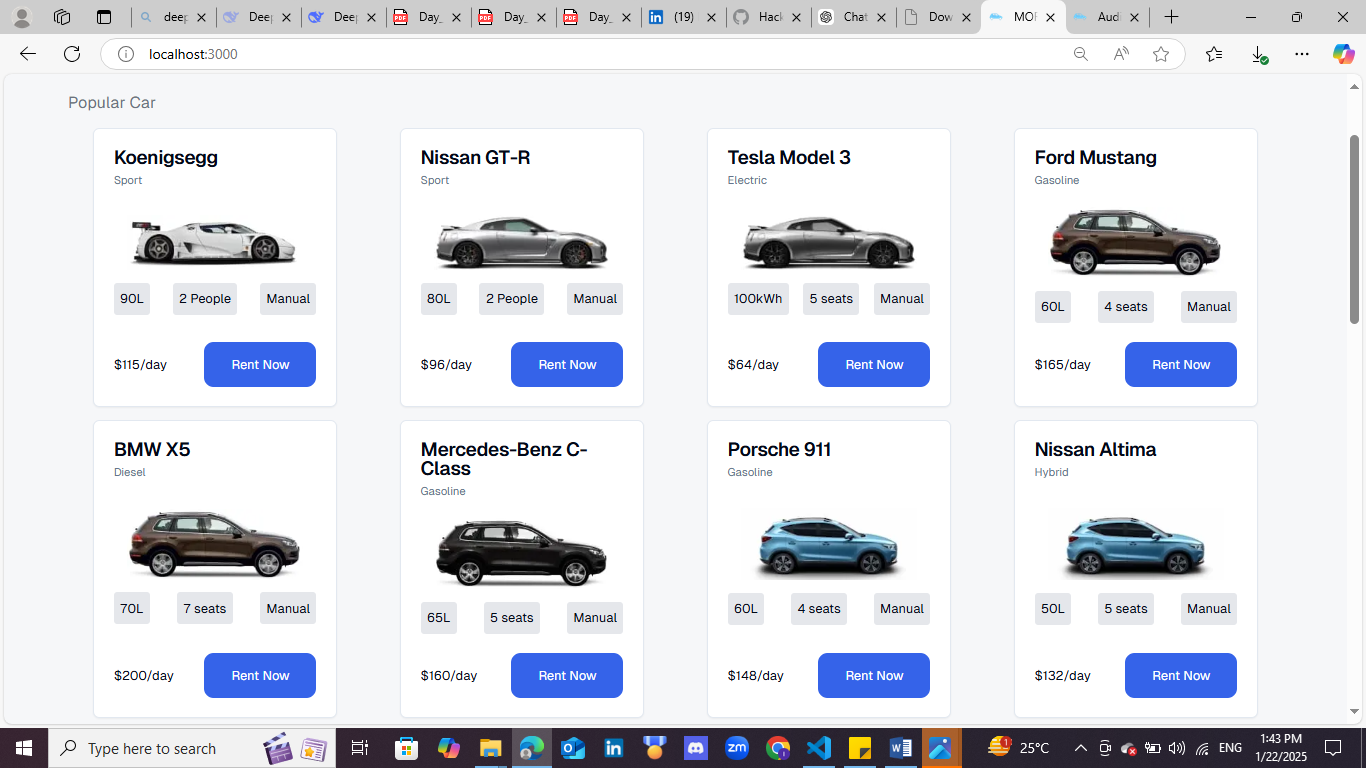 deep
Deep
Deep
Day_
Day_
Day_
(19)
Hack
Chat
Dow
MOR
Audi
localhost:3000
Popular Car
Koenigsegg
Sport
90L 2 People Manual
$115/day Rent Now
Nissan GT-R
Sport
80L 2 People Manual
$96/day Rent Now
Tesla Model 3
Electric
100kWh 5 seats Manual
$64/day Rent Now
Ford Mustang
Gasoline
60L 4 seats Manual
$165/day Rent Now
BMW X5
Diesel
70L 7 seats Manual
$200/day Rent Now
Mercedes-Benz C-
Class
Gasoline
65L 5 seats Manual
$160/day Rent Now
Porsche 911
Gasoline
60L 4 seats Manual
$148/day Rent Now
Nissan Altima
Hybrid
50L 5 seats Manual
$132/day Rent Now
Type here to search
25°C
ENG
1:43 PM
1/22/2025